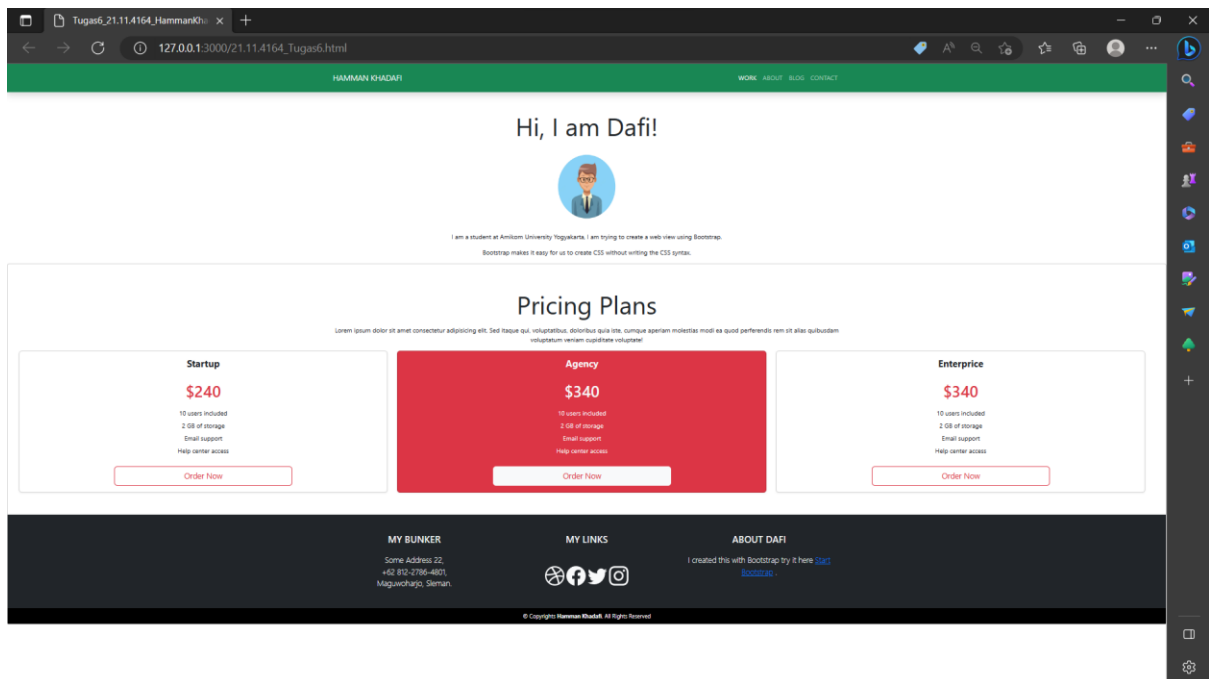 Tugas6_21.11.4164_HammanKha
127.0.0.1:3000/21.11.4164_Tugas6.html
HAMMAN KHADAFI
WORK ABOUT BLOG CONTACT
Hi, I am Dafi!
I am a student at Amikom University Yogyakarta, I am trying to create a web view using Bootstrap.
Bootstrap makes it easy for us to create CSS without writing the CSS syntax.
Pricing Plans
Lorem ipsum dolor sit amet consectetur adipisicing elit. Sed itaque qui, voluptatibus, doloribus quia iste, cumque aperiam molestias modi ea quod perferendis rem sit alias quibusdam
voluptatum veniam cupiditate voluptate!
Startup
$240
10 users included
2 GB of storage
Email support
Help center access
Order Now
Agency
$340
10 users included
2 GB of storage
Email support
Help center access
Order Now
Enterprice
$340
10 users included
2 GB of storage
Email support
Help center access
Order Now
MY BUNKER
Some Address 22,
+62 812-2786-4801,
Maguwoharjo, Sleman.
MY LINKS
ABOUT DAFI
I created this with Bootstrap try it here Start
Bootstrap .
© Copyrights Hamman Khadafi. All Rights Reserved